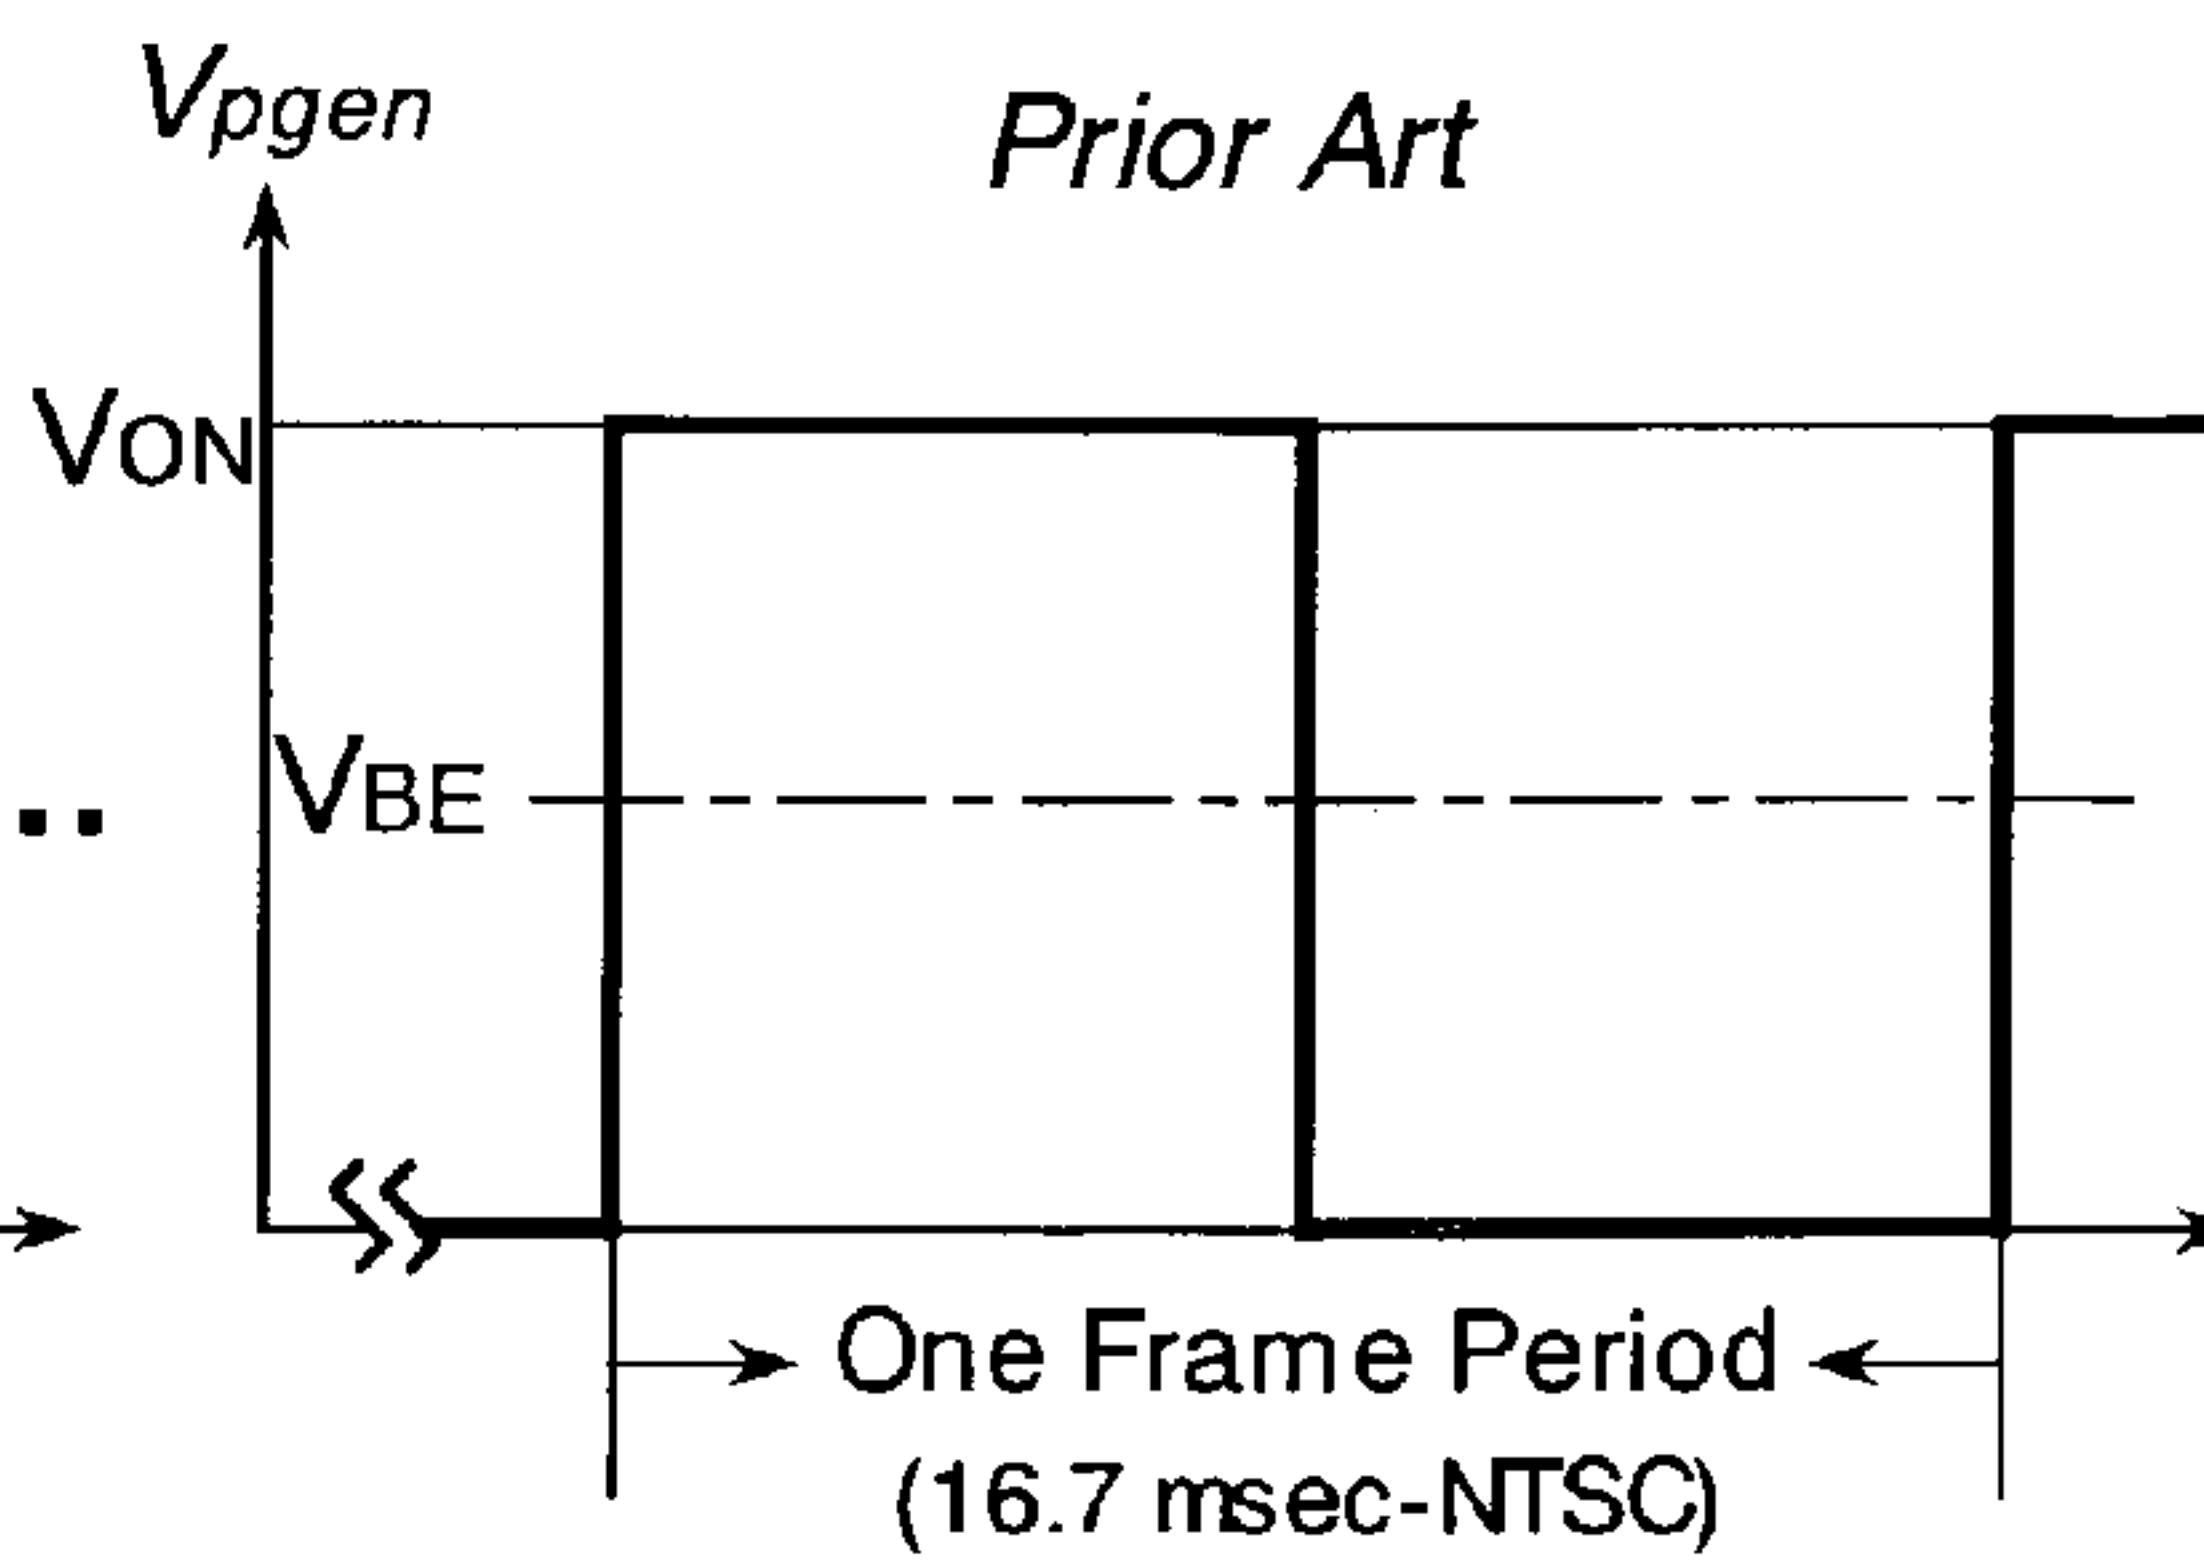 Vpgen
Prior Art
VON
VBE
One Frame Period
(16.7 msec-NTSC)